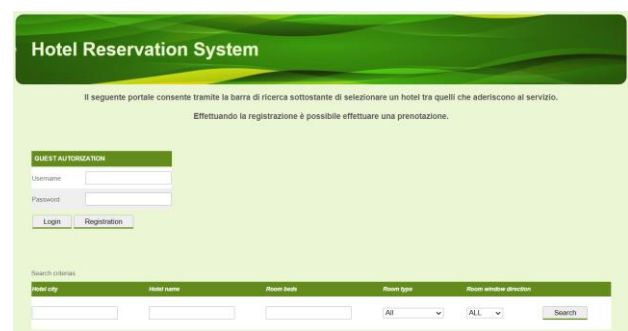 Hotel Reservation System
Il seguente portale consente tramite la barra di ricerca sottostante di selezionare un hotel tra quelli che aderiscono al servizio.
Effettuando la registrazione è possibile effettuare una prenotazione.
GUEST AUTORIZATION
Username
Password
Login Registration
Search criterias
Hotel city Hotel name Room beds Room type Room window direction
All ALL Search